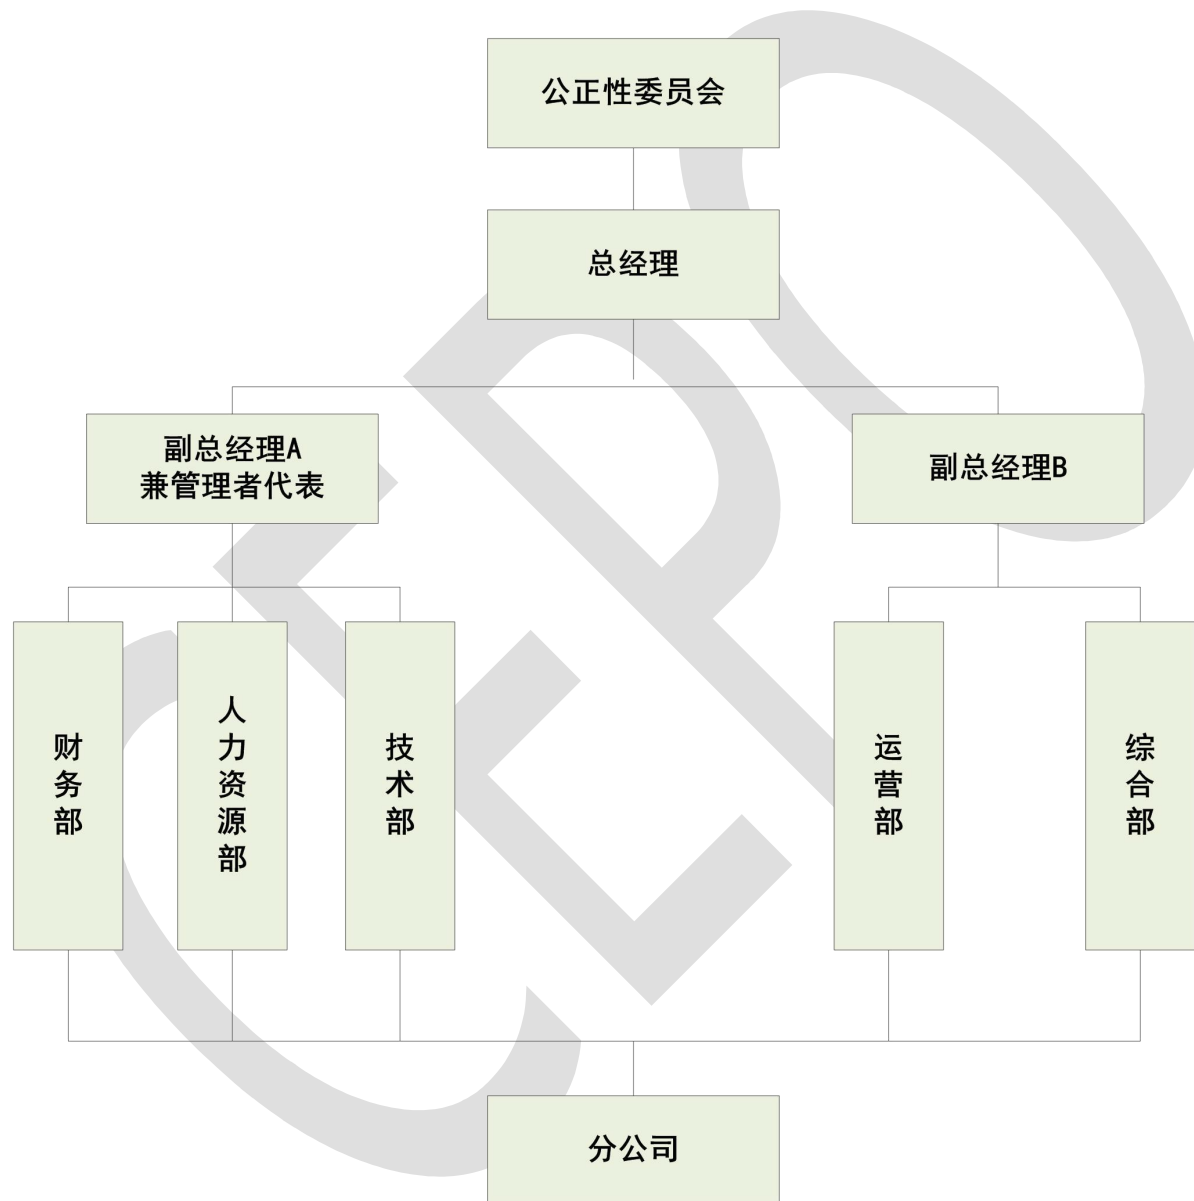 公正性委员会
总经理
副总经理A
兼管理者代表
副总经理B
财务部
人力资源部
技术部
运营部
综合部
分公司
CEPO